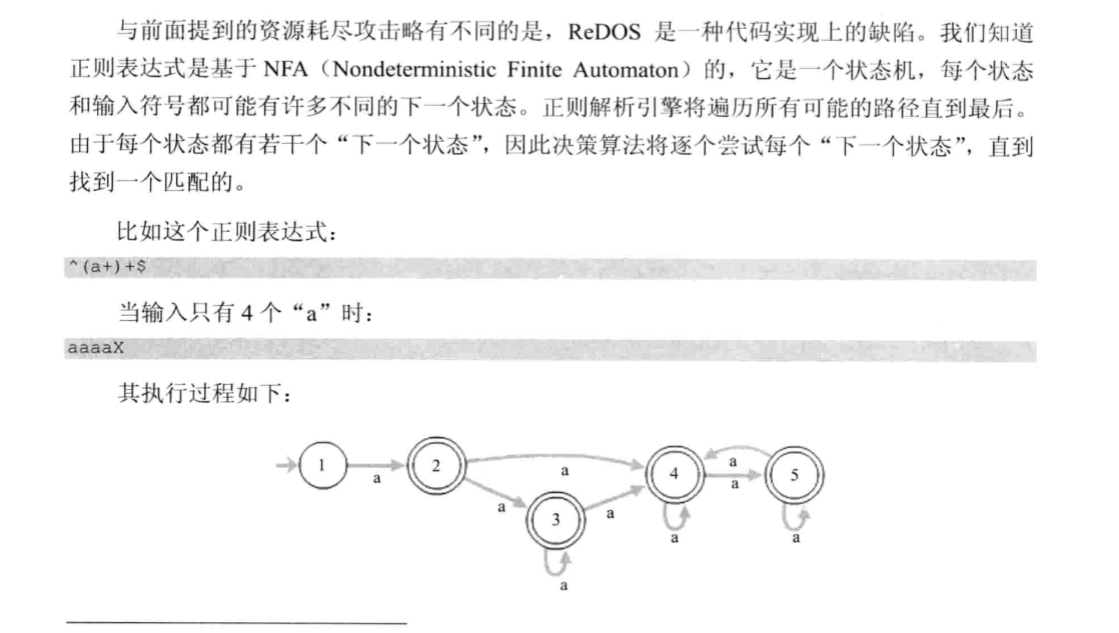 与前面提到的资源耗尽攻击略有不同的是，ReDOS 是一种代码实现上的缺陷。我们知道
正则表达式是基于 NFA（Nondeterministic Finite Automaton）的，它是一个状态机，每个状态
和输入符号都可能有许多不同的下一个状态。正则解析引擎将遍历所有可能的路径直到最后。
由于每个状态都有若干个“下一个状态”，因此决策算法将逐个尝试每个“下一个状态”，直到
找到一个匹配的。
比如这个正则表达式：
^(a+)+$
当输入只有 4 个“a”时：
aaaaX
其执行过程如下：
1
a
2
a
a
3
a
a
4
a
a
a
5
a